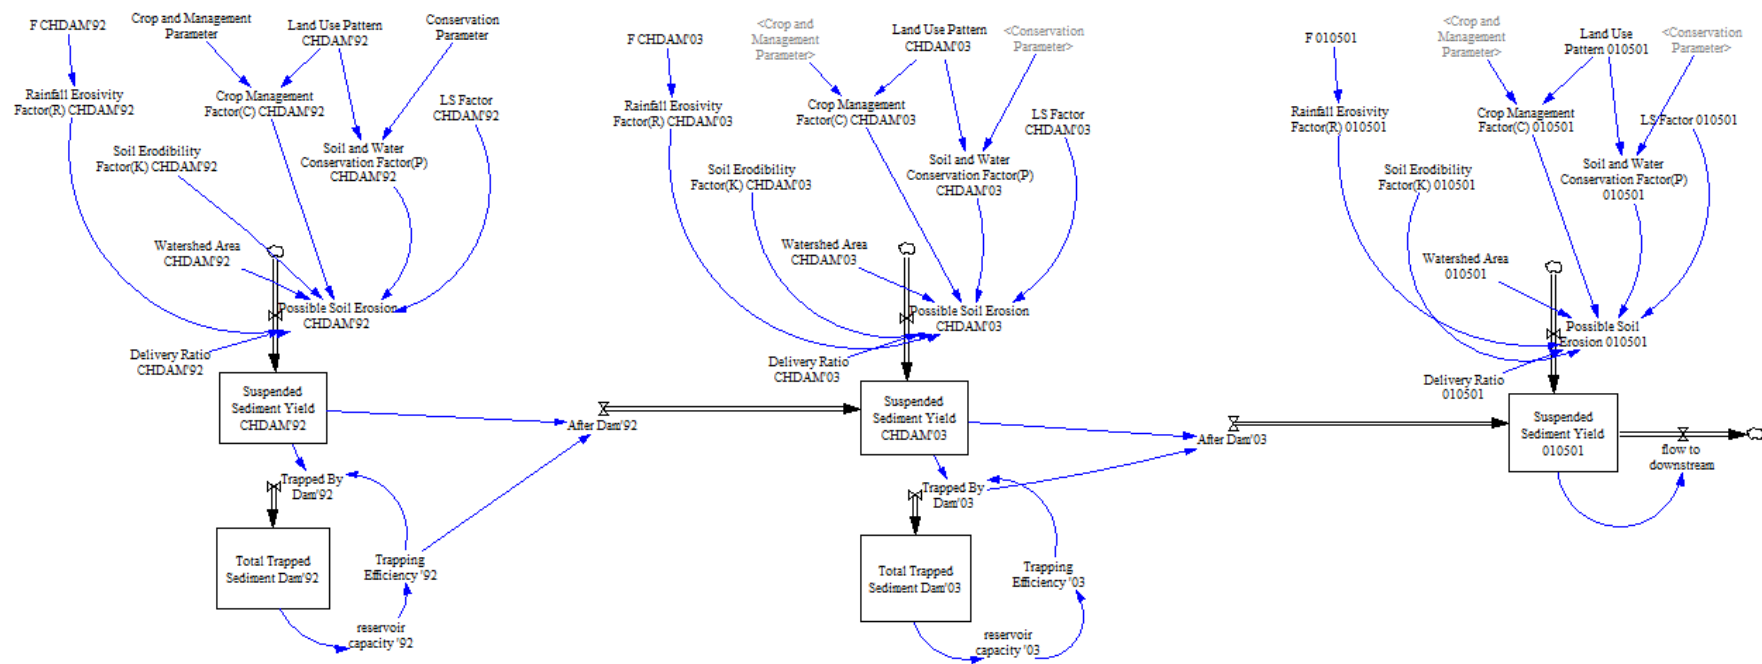 F CHDAM'92
Crop and Management
Parameter
Land Use Pattern
CHDAM'92
Conservation
Parameter
Rainfall Erosivity
Factor(R) CHDAM'92
Crop Management
Factor(C) CHDAM'92
LS Factor
CHDAM'92
Soil Erodibility
Factor(K) CHDAM'92
Soil and Water
Conservation Factor(P)
CHDAM'92
Watershed Area
CHDAM'92
Possible Soil Erosion
CHDAM'92
Delivery Ratio
CHDAM'92
Suspended
Sediment Yield
CHDAM'92
After Dam'92
Trapped By
Dam'92
Total Trapped
Sediment Dam'92
Trapping
Efficiency '92
reservoir
capacity '92
F CHDAM'03
<Crop and
Management
Parameter>
Land Use Pattern
CHDAM'03
<Conservation
Parameter>
Rainfall Erosivity
Factor(R) CHDAM'03
Crop Management
Factor(C) CHDAM'03
LS Factor
CHDAM'03
Soil Erodibility
Factor(K) CHDAM'03
Soil and Water
Conservation Factor(P)
CHDAM'03
Watershed Area
CHDAM'03
Possible Soil Erosion
CHDAM'03
Delivery Ratio
CHDAM'03
Suspended
Sediment Yield
CHDAM'03
After Dam'03
Trapped By
Dam'03
Total Trapped
Sediment Dam'03
Trapping
Efficiency '03
reservoir
capacity '03
F 010501
<Crop and
Management
Parameter>
Land Use
Pattern 010501
<Conservation
Parameter>
Rainfall Erosivity
Factor(R) 010501
Crop Management
Factor(C) 010501
LS Factor 010501
Soil Erodibility
Factor(K) 010501
Soil and Water
Conservation Factor(P)
010501
Watershed Area
010501
Possible Soil
Erosion 010501
Delivery Ratio
010501
Suspended
Sediment Yield
010501
flow to
downstream